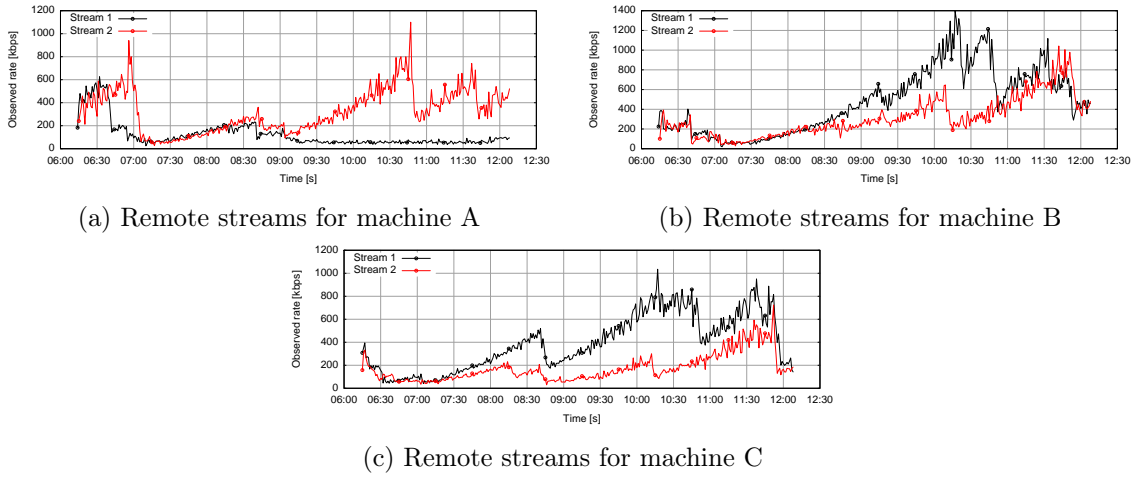 Stream 1
Stream 2
Observed rate [kbps]
1200
1000
800
600
400
200
0
06:00 06:30 07:00 07:30 08:00 08:30 09:00 09:30 10:00 10:30 11:00 11:30 12:00 12:30
Time [s]
(a) Remote streams for machine A
Stream 1
Stream 2
Observed rate [kbps]
1400
1200
1000
800
600
400
200
0
06:00 06:30 07:00 07:30 08:00 08:30 09:00 09:30 10:00 10:30 11:00 11:30 12:00 12:30
Time [s]
(b) Remote streams for machine B
Stream 1
Stream 2
Observed rate [kbps]
1200
1000
800
600
400
200
0
06:00 06:30 07:00 07:30 08:00 08:30 09:00 09:30 10:00 10:30 11:00 11:30 12:00 12:30
Time [s]
(c) Remote streams for machine C